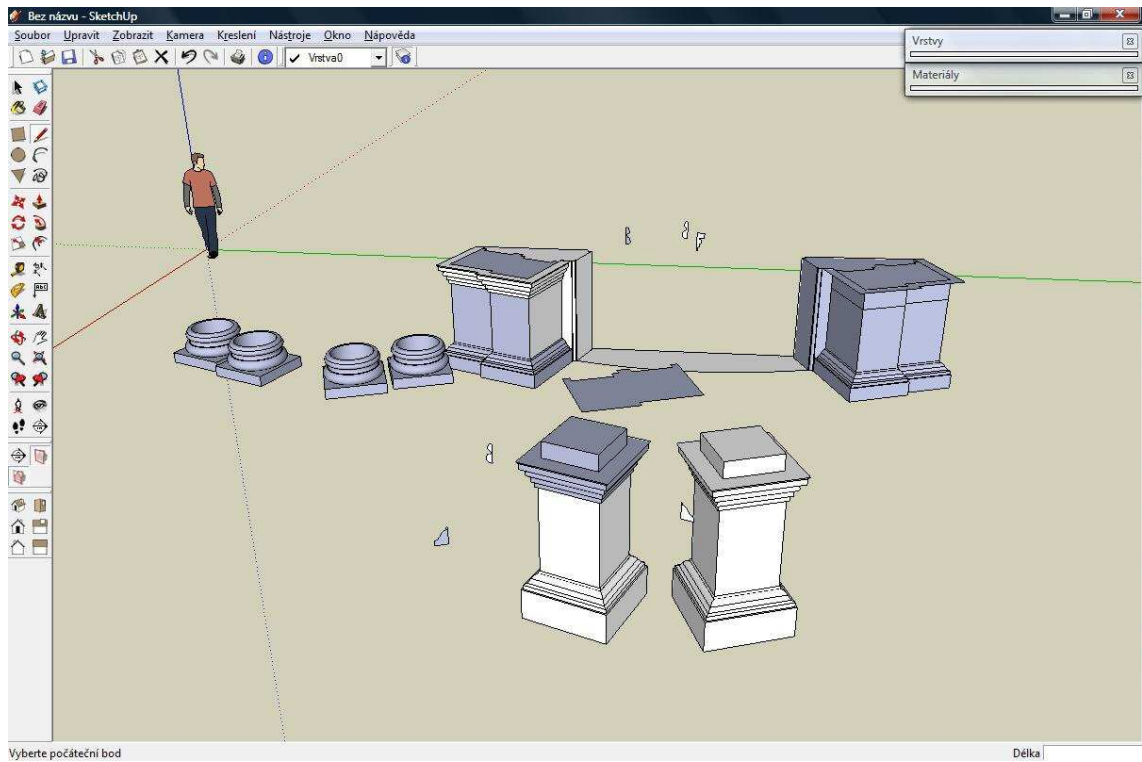 Bez názvu - SketchUp
Soubor Upravit Zobrazit Kamera Kreslení Nástroje Okno Nápověda
Vrstva0
Vrstvy
Materiály
Vyberte počáteční bod
Délka